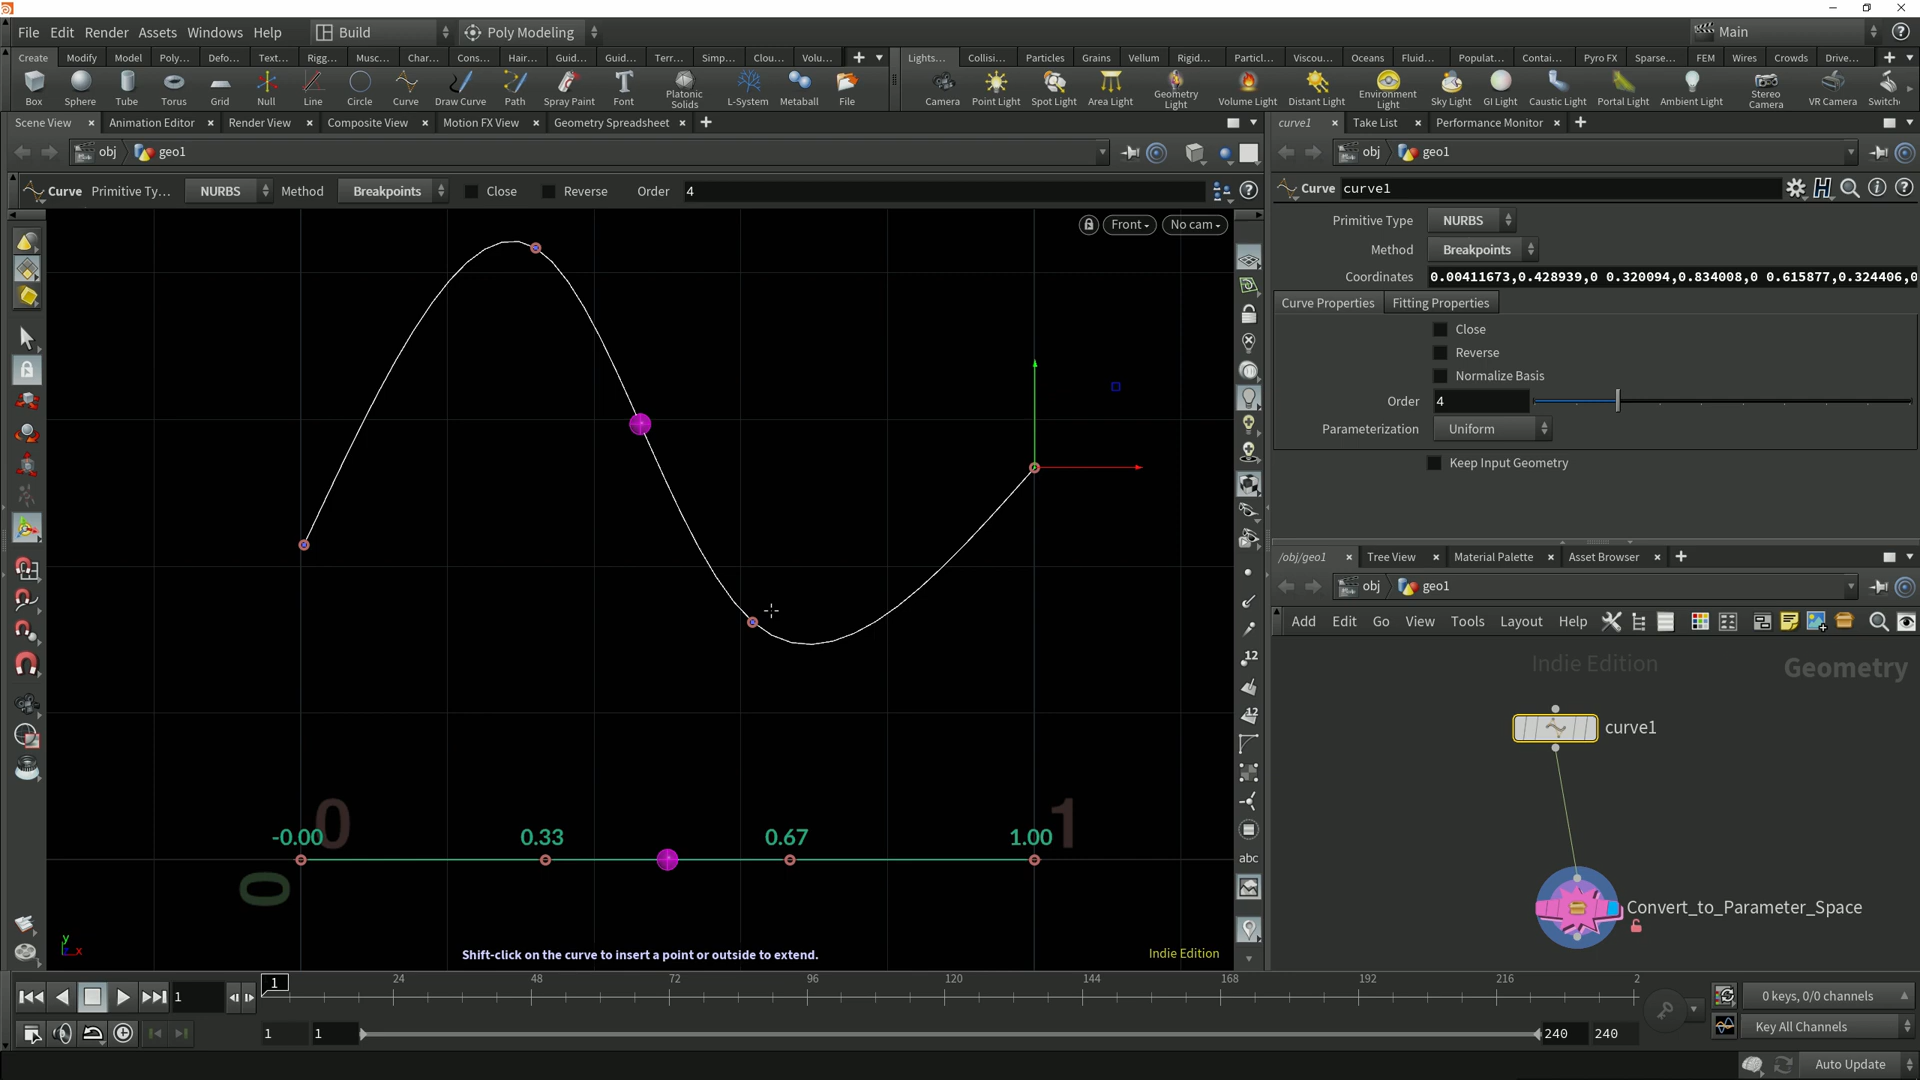 File Edit Render Assets Windows Help Build Poly Modeling Main
Create Modify Model Poly... Defo... Text... Rigg... Musc... Char... Cons... Hair... Guid... Guid... Terr... Simp... Clou... Volu... Lights... Collisi... Particles Grains Vellum Rigid... Particl... Viscou... Oceans Fluid... Populat... Contai... Pyro FX Sparse... FEM Wires Crowds Drive...
Box Sphere Tube Torus Grid Null Line Circle Curve Draw Curve Path Spray Paint Font Platonic Solids L-System Metaball File Camera Point Light Spot Light Area Light Geometry Light Volume Light Distant Light Environment Light Sky Light GI Light Caustic Light Portal Light Ambient Light Stereo Camera VR Camera Switch
Scene View Animation Editor Render View Composite View Motion FX View Geometry Spreadsheet
obj geo1
Curve Primitive Ty... NURBS Method Breakpoints Close Reverse Order 4
Front No cam
-0.00 0 0.33 0.67 1.00 1
0
y
x
Shift-click on the curve to insert a point or outside to extend.
Indie Edition
12
12
abc
curve1 Take List Performance Monitor
obj geo1
Curve curve1
Primitive Type NURBS
Method Breakpoints
Coordinates 0.00411673,0.428939,0 0.320094,0.834008,0 0.615877,0.324406,0
Curve Properties Fitting Properties
Close
Reverse
Normalize Basis
Order 4
Parameterization Uniform
Keep Input Geometry
/obj/geo1 Tree View Material Palette Asset Browser
obj geo1
Add Edit Go View Tools Layout Help
Indie Edition Geometry
curve1
Convert_to_Parameter_Space
1 1 24 48 72 96 120 144 168 192 216 2
0 keys, 0/0 channels
1 1 240 240
Key All Channels
Auto Update